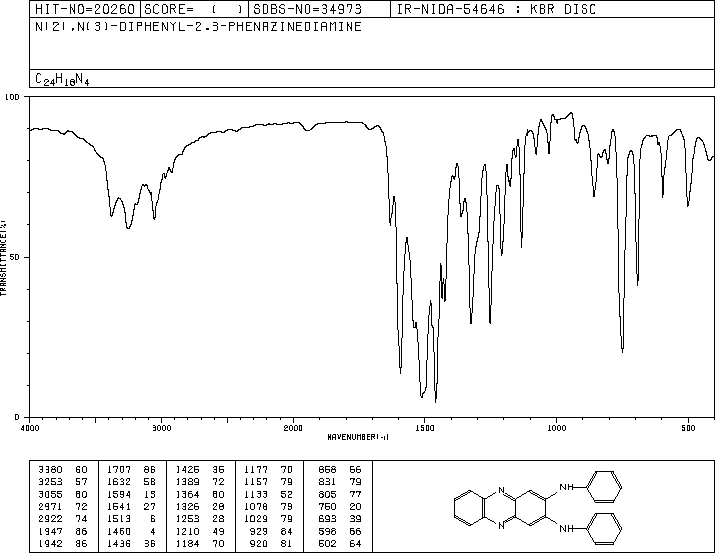 HIT-NO=20260 SCORE= ( ) SDBS-NO=34973 IR-NIDA-54646 : KBR DISC
N(2),N(3)-DIPHENYL-2,3-PHENAZINEDIAMINE
C24H18N4
100
50
0
TRANSMITTANCE(%)
4000 3000 2000 1500 1000 500
WAVENUMBER(-1)
3380 60 1707 86 1425 35 1177 70 858 66
3253 57 1632 58 1389 72 1157 79 831 79
3055 60 1594 13 1364 60 1133 52 805 77
2971 72 1541 27 1326 28 1078 79 750 20
2922 74 1513 6 1253 28 1029 79 693 39
1947 86 1460 4 1210 49 929 84 598 66
1942 86 1436 36 1184 70 920 81 502 64
N NH
N NH